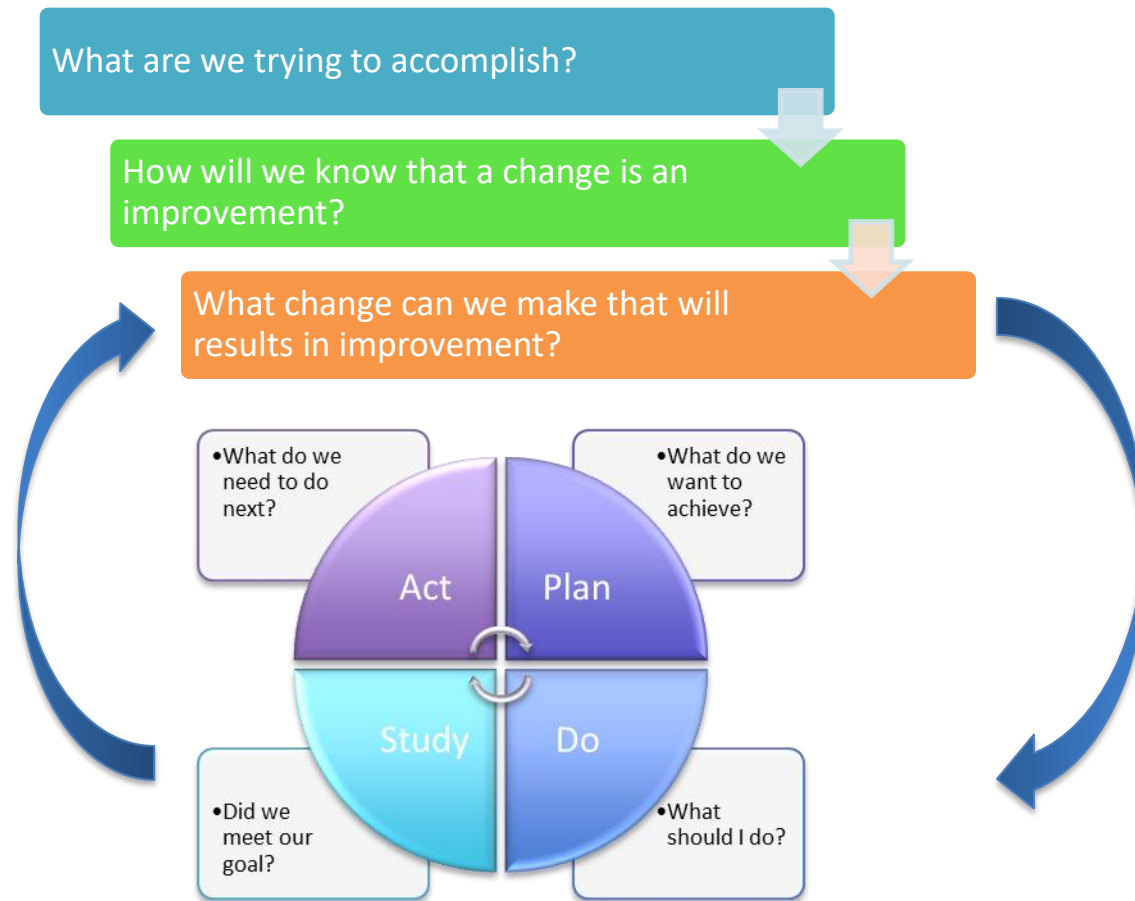 What are we trying to accomplish?
How will we know that a change is an
improvement?
What change can we make that will
results in improvement?
•What do we
need to do
next?
•What do we
want to
achieve?
Act
Plan
Study
Do
•Did we
meet our
goal?
•What
should I do?